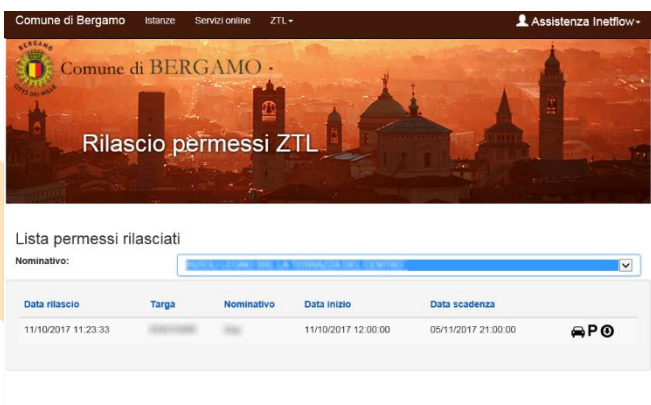 Comune di Bergamo Istanze Servizi online ZTL Assistenza Inetflow
BERGAMO
CITTÀ DEI MILLE
Comune di BERGAMO
Rilascio permessi ZTL
Lista permessi rilasciati
Nominativo:
Data rilascio Targa Nominativo Data inizio Data scadenza
11/10/2017 11:23:33 11/10/2017 12:00:00 05/11/2017 21:00:00 P